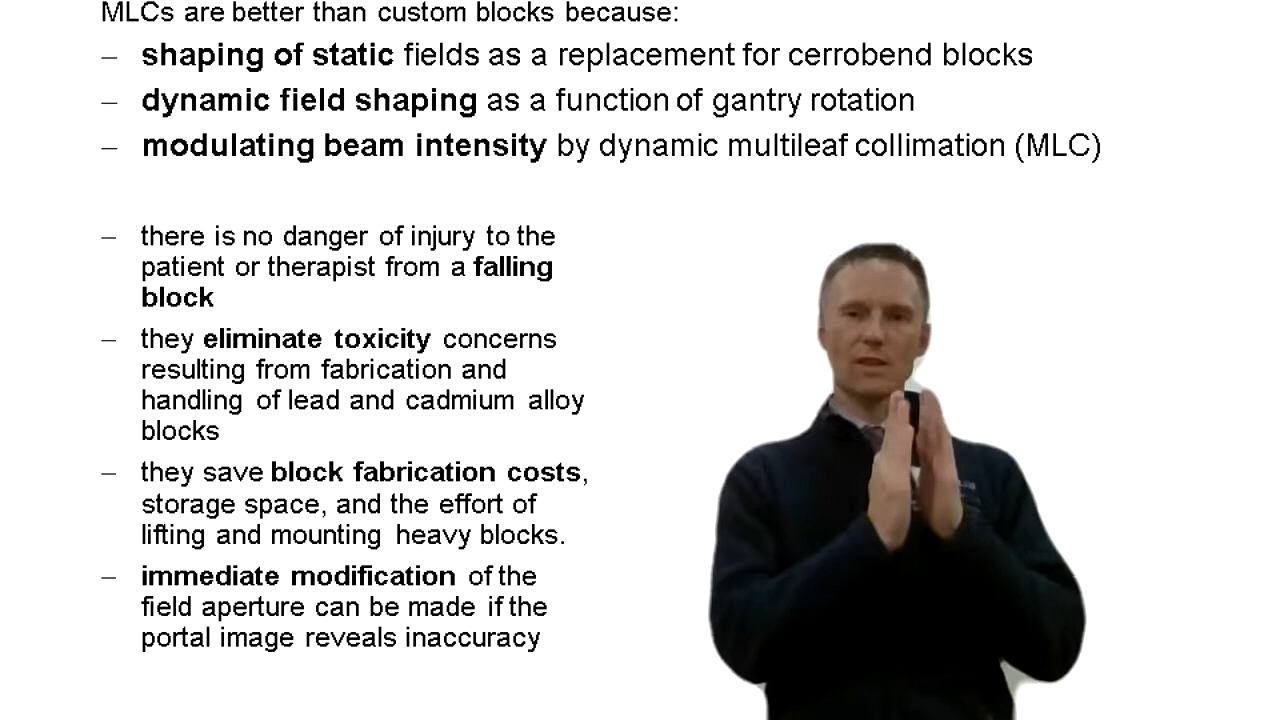 MLCs are better than custom blocks because:
– shaping of static fields as a replacement for cerrobend blocks
– dynamic field shaping as a function of gantry rotation
– modulating beam intensity by dynamic multileaf collimation (MLC)
– there is no danger of injury to the
patient or therapist from a falling
block
– they eliminate toxicity concerns
resulting from fabrication and
handling of lead and cadmium alloy
blocks
– they save block fabrication costs,
storage space, and the effort of
lifting and mounting heavy blocks.
– immediate modification of the
field aperture can be made if the
portal image reveals inaccuracy